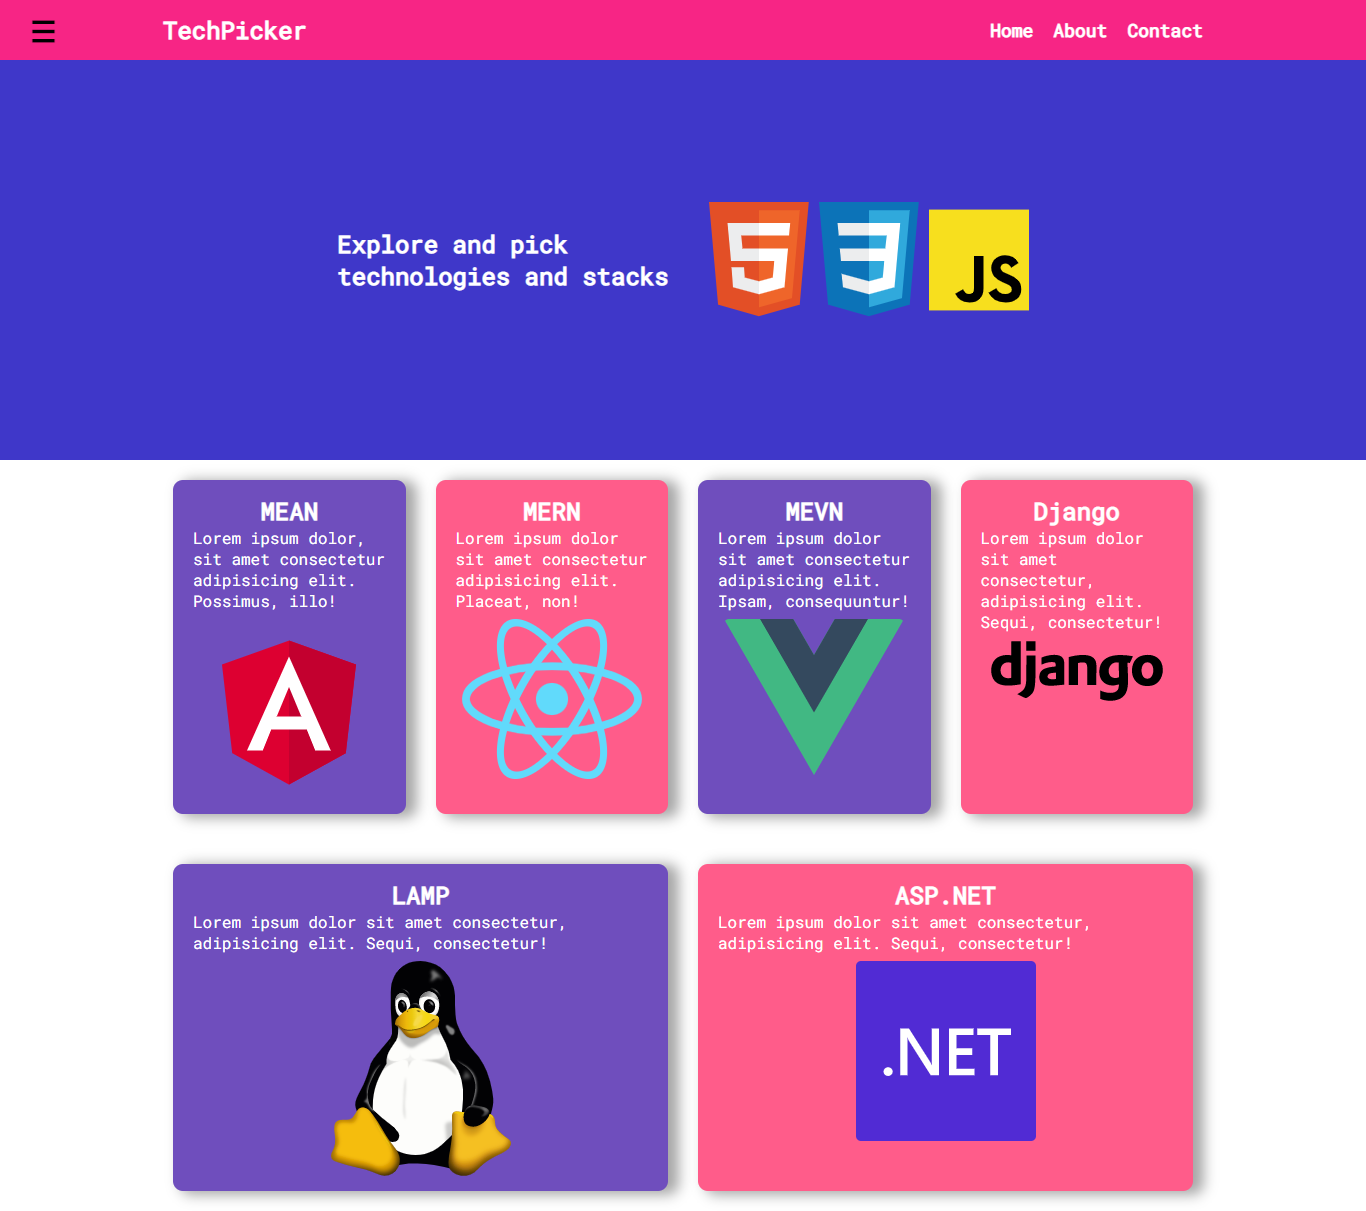 ☰
TechPicker
Home About Contact
Explore and pick
technologies and stacks
5
3
JS
MEAN
Lorem ipsum dolor,
sit amet consectetur
adipisicing elit.
Possimus, illo!
A
MERN
Lorem ipsum dolor
sit amet consectetur
adipisicing elit.
Placeat, non!
MEVN
Lorem ipsum dolor
sit amet consectetur
adipisicing elit.
Ipsam, consequuntur!
Django
Lorem ipsum dolor
sit amet
consectetur,
adipisicing elit.
Sequi, consectetur!
django
LAMP
Lorem ipsum dolor sit amet consectetur,
adipisicing elit. Sequi, consectetur!
ASP.NET
Lorem ipsum dolor sit amet consectetur,
adipisicing elit. Sequi, consectetur!
.NET